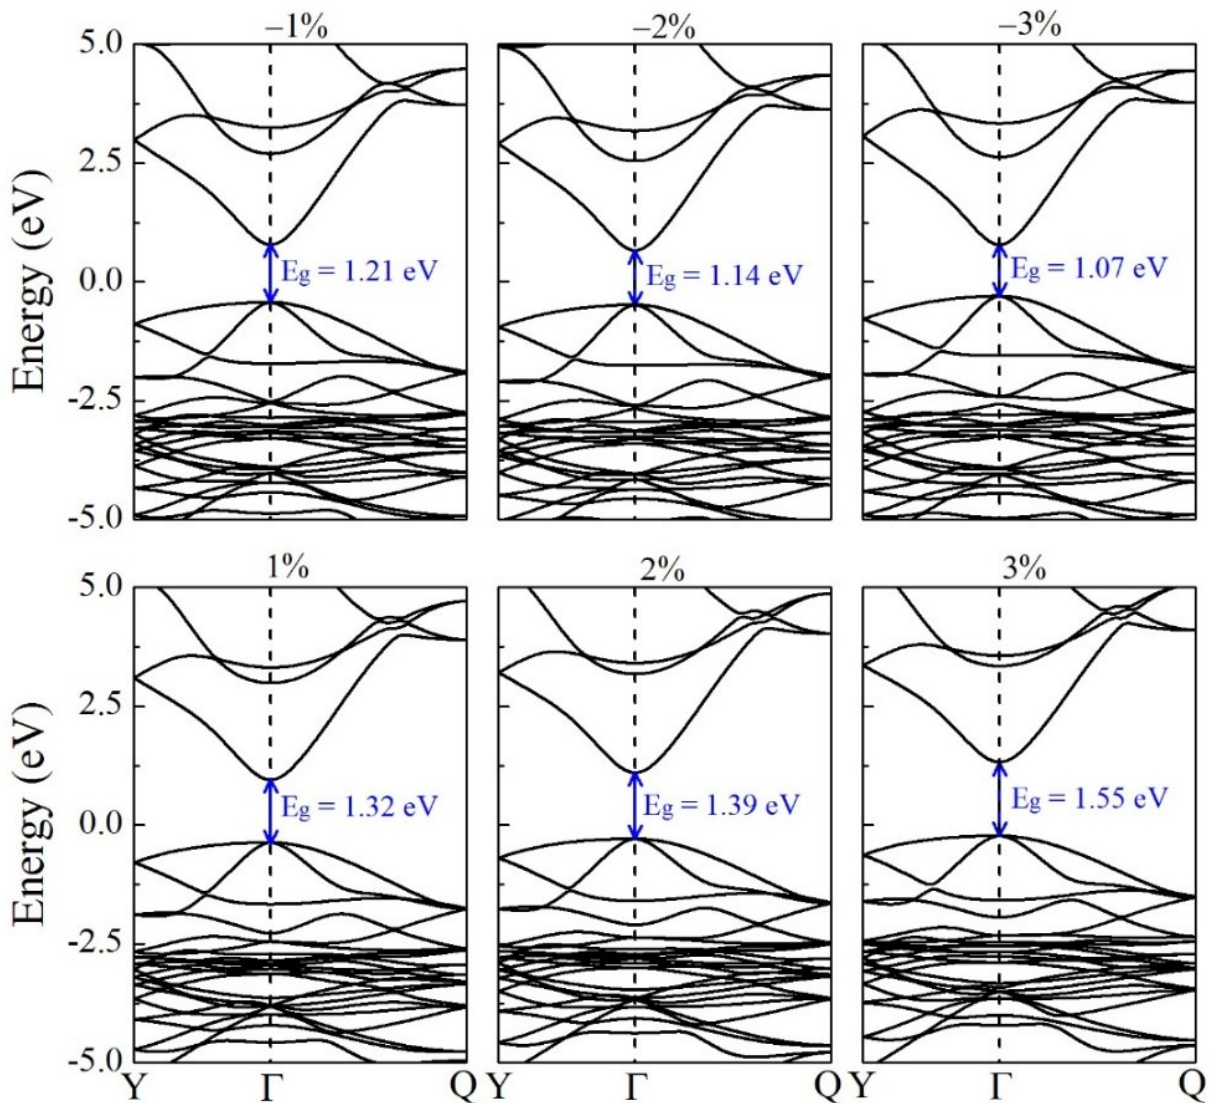 −1% −2% −3%
5.0
2.5
0.0
-2.5
-5.0
Energy (eV)
Eg = 1.21 eV
Eg = 1.14 eV
Eg = 1.07 eV
1% 2% 3%
5.0
2.5
0.0
-2.5
-5.0
Energy (eV)
Eg = 1.32 eV
Eg = 1.39 eV
Eg = 1.55 eV
Y Γ Q Y Γ Q Y Γ Q